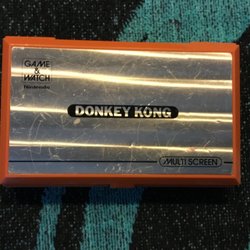 GAME
&
WATCH
Nintendo
DONKEY KONG
MULTI SCREEN